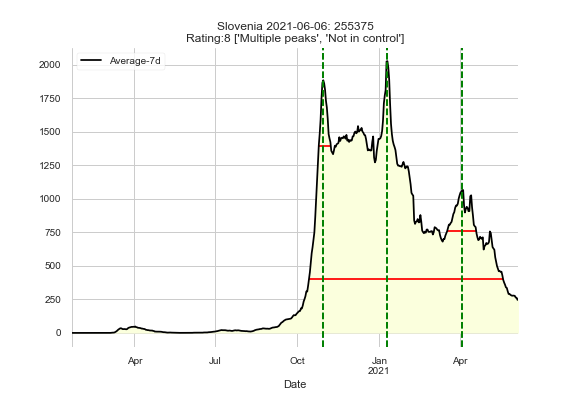 Slovenia 2021-06-06: 255375
Rating:8 ['Multiple peaks', 'Not in control']
Average-7d
2000
1750
1500
1250
1000
750
500
250
0
Apr Jul Oct Jan Apr
2021
Date